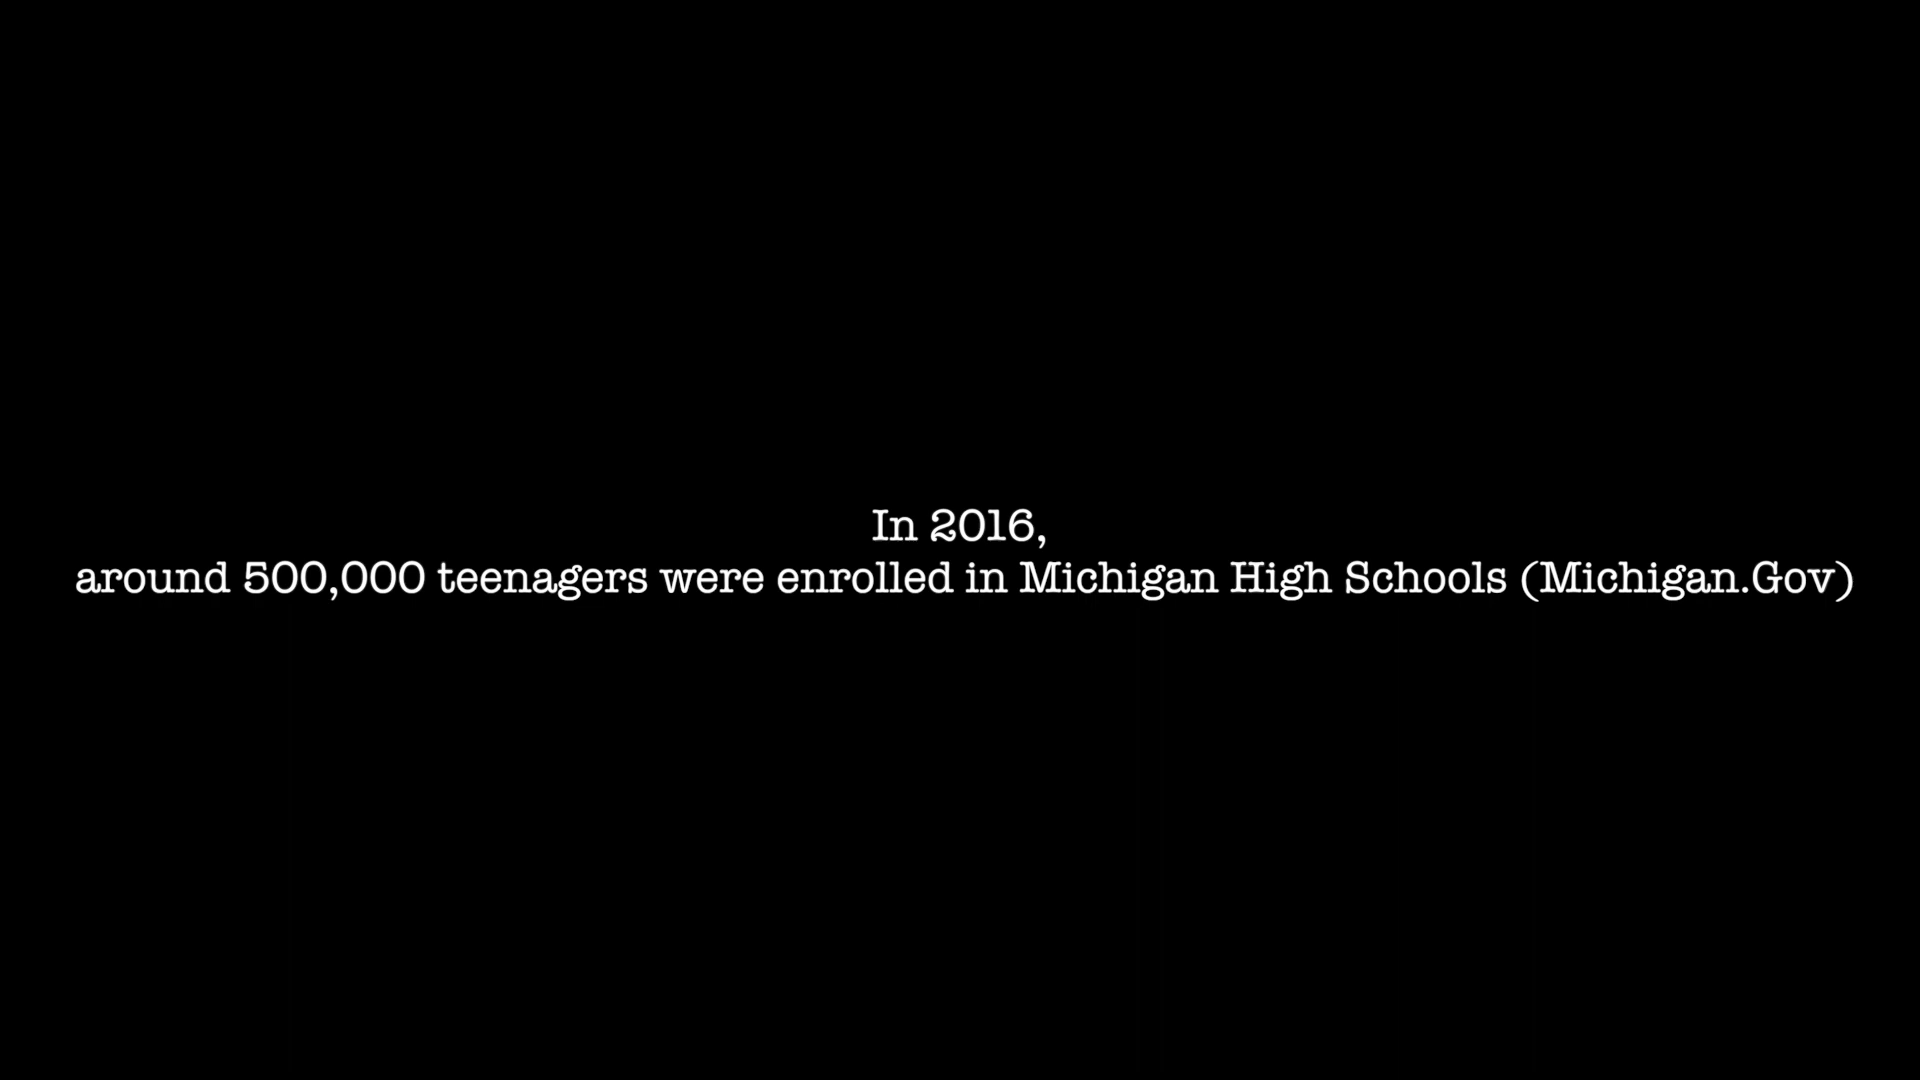 In 2016,
around 500,000 teenagers were enrolled in Michigan High Schools (Michigan.Gov)